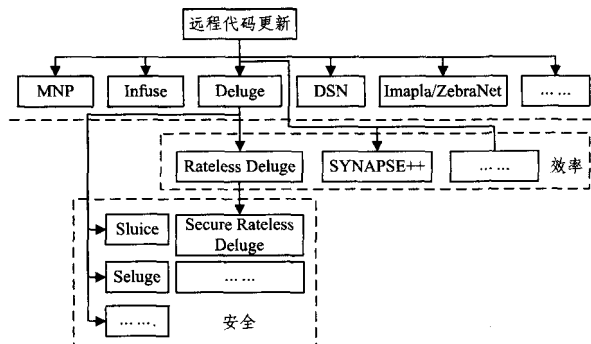 远程代码更新
MNP
Infuse
Deluge
DSN
Imapla/ZebraNet
... ...
Rateless Deluge
SYNAPSE++
... ...
效率
Sluice
Secure Rateless
Deluge
Seluge
... ...
... ....
安全